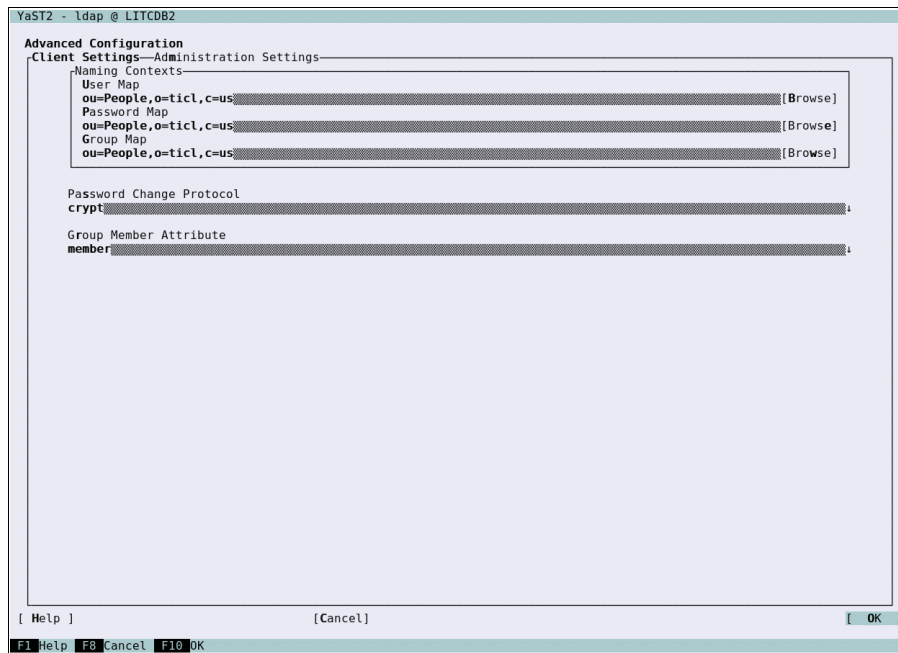 YaST2 - ldap @ LITCDB2
Advanced Configuration
Client Settings—Administration Settings
Naming Contexts
User Map
ou=People,o=ticl,c=us [Browse]
Password Map
ou=People,o=ticl,c=us [Browse]
Group Map
ou=People,o=ticl,c=us [Browse]
Password Change Protocol
crypt ↓
Group Member Attribute
member ↓
[ Help ] [Cancel] [ OK
F1 Help F8 Cancel F10 OK